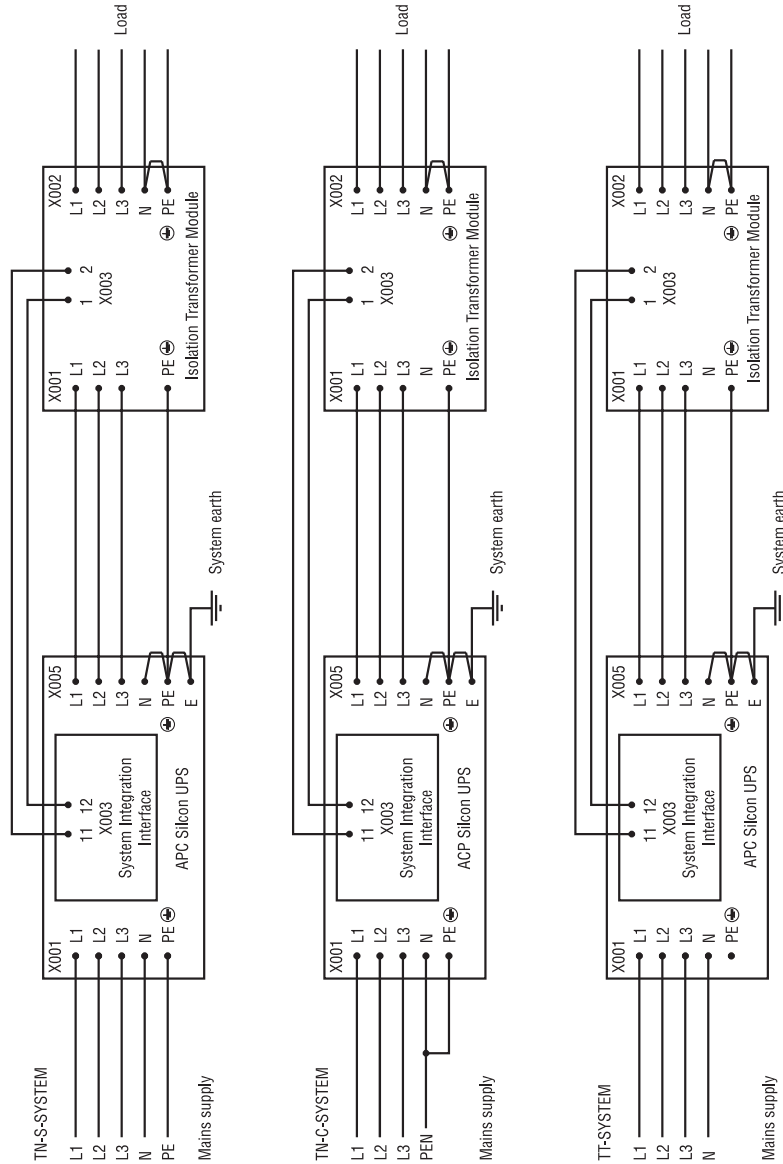 TN-S-SYSTEM
L1
L2
L3
N
PE
Mains supply
X001
L1
L2
L3
N
PE
11 12
X003
System Integration
Interface
APC Silcon UPS
X005
L1
L2
L3
N
PE
E
System earth
X001
L1
L2
L3
N
PE
1 2
X003
Isolation Transformer Module
X002
L1
L2
L3
N
PE
Load
TN-C-SYSTEM
L1
L2
L3
PEN
Mains supply
X001
L1
L2
L3
N
PE
11 12
X003
System Integration
Interface
ACP Silcon UPS
X005
L1
L2
L3
N
PE
E
System earth
X001
L1
L2
L3
N
PE
1 2
X003
Isolation Transformer Module
X002
L1
L2
L3
N
PE
Load
TT-SYSTEM
L1
L2
L3
N
Mains supply
X001
L1
L2
L3
N
PE
11 12
X003
System Integration
Interface
APC Silcon UPS
X005
L1
L2
L3
N
PE
E
System earth
X001
L1
L2
L3
N
PE
1 2
X003
Isolation Transformer Module
X002
L1
L2
L3
N
PE
Load